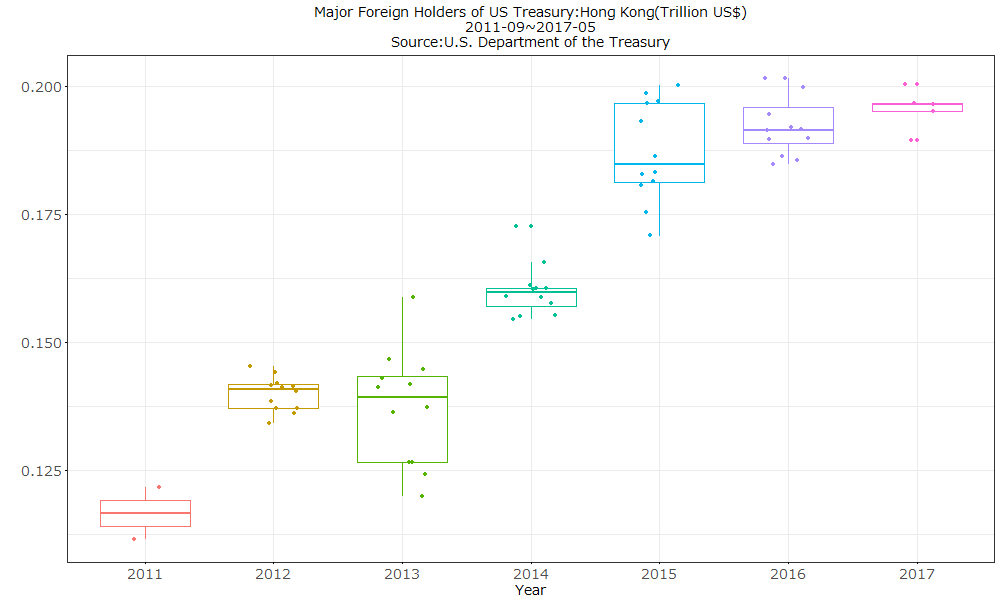 Major Foreign Holders of US Treasury:Hong Kong(Trillion US$)
2011-09~2017-05
Source:U.S. Department of the Treasury
0.200
0.175
0.150
0.125
2011 2012 2013 2014 2015 2016 2017
Year